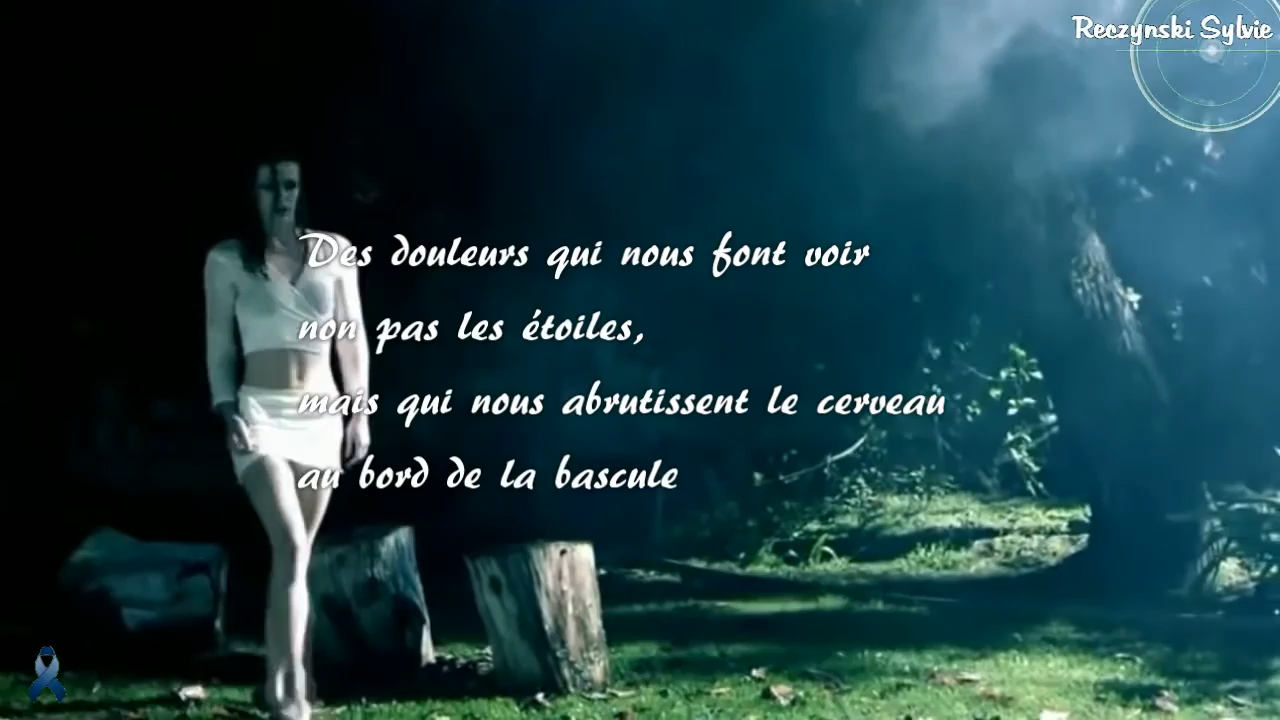 Reczynski Sylvie
Des douleurs qui nous font voir
non pas les étoiles,
mais qui nous abrutissent le cerveau
au bord de la bascule